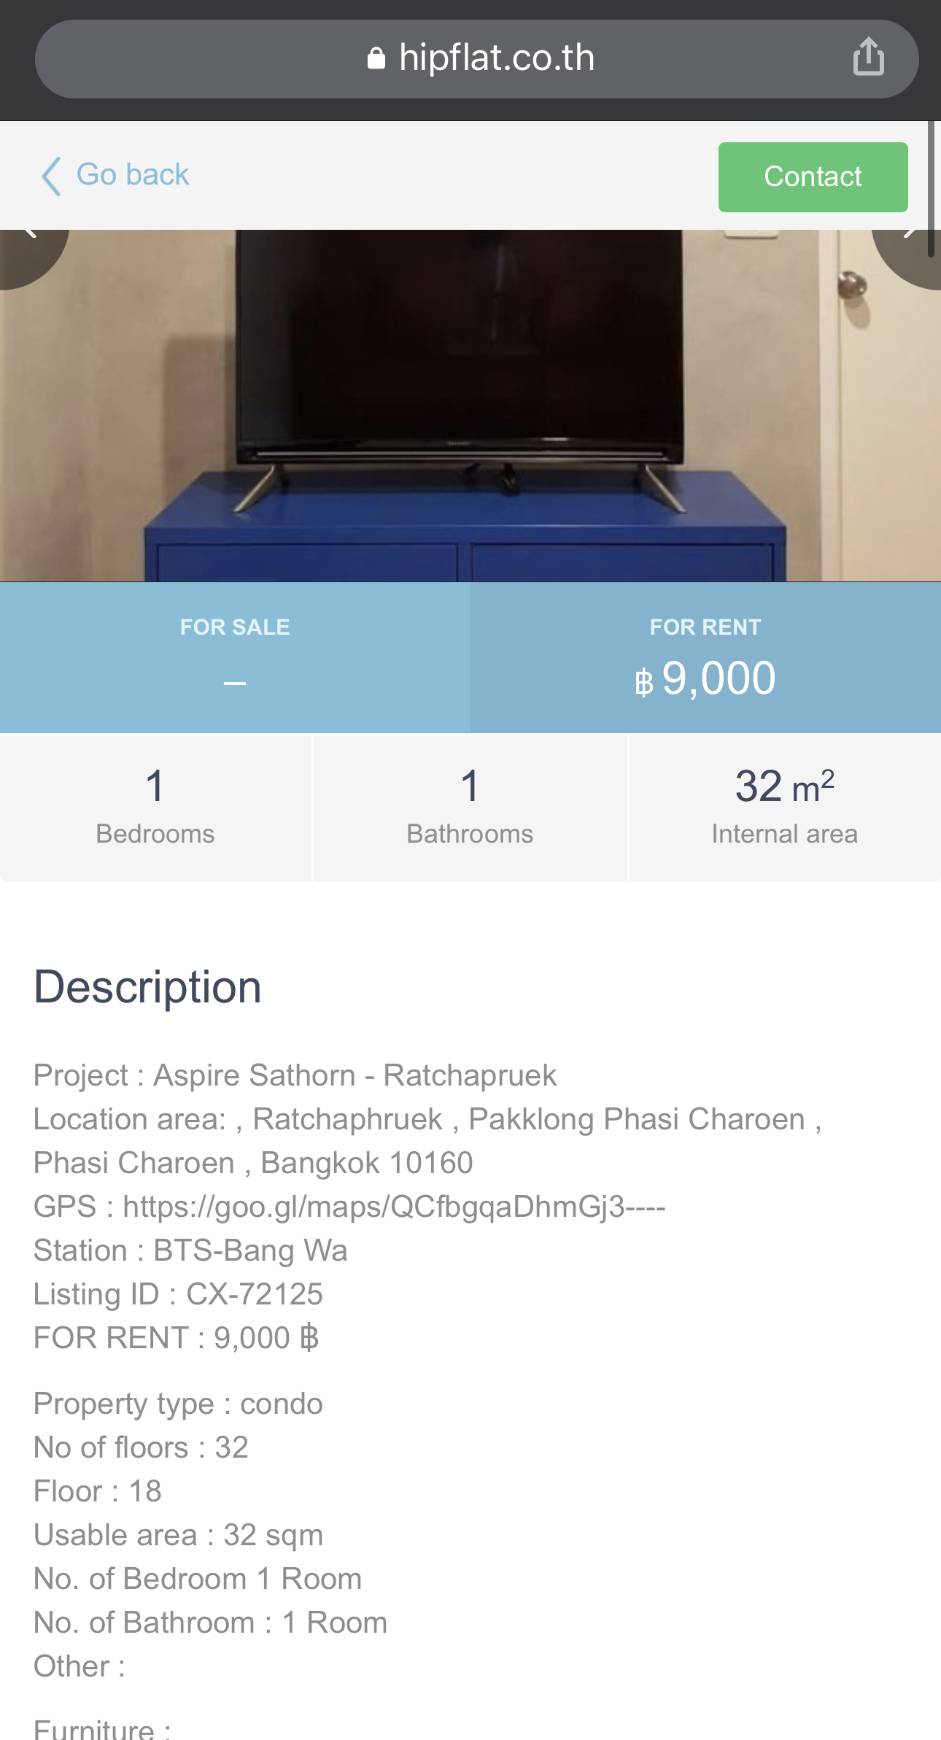 hipflat.co.th
Go back
Contact
FOR SALE
–
FOR RENT
฿ 9,000
1
Bedrooms
1
Bathrooms
32 m²
Internal area
Description
Project : Aspire Sathorn - Ratchapruek
Location area: , Ratchaphruek , Pakklong Phasi Charoen ,
Phasi Charoen , Bangkok 10160
GPS : https://goo.gl/maps/QCfbgqaDhmGj3----
Station : BTS-Bang Wa
Listing ID : CX-72125
FOR RENT : 9,000 ฿
Property type : condo
No of floors : 32
Floor : 18
Usable area : 32 sqm
No. of Bedroom 1 Room
No. of Bathroom : 1 Room
Other :
Furniture :